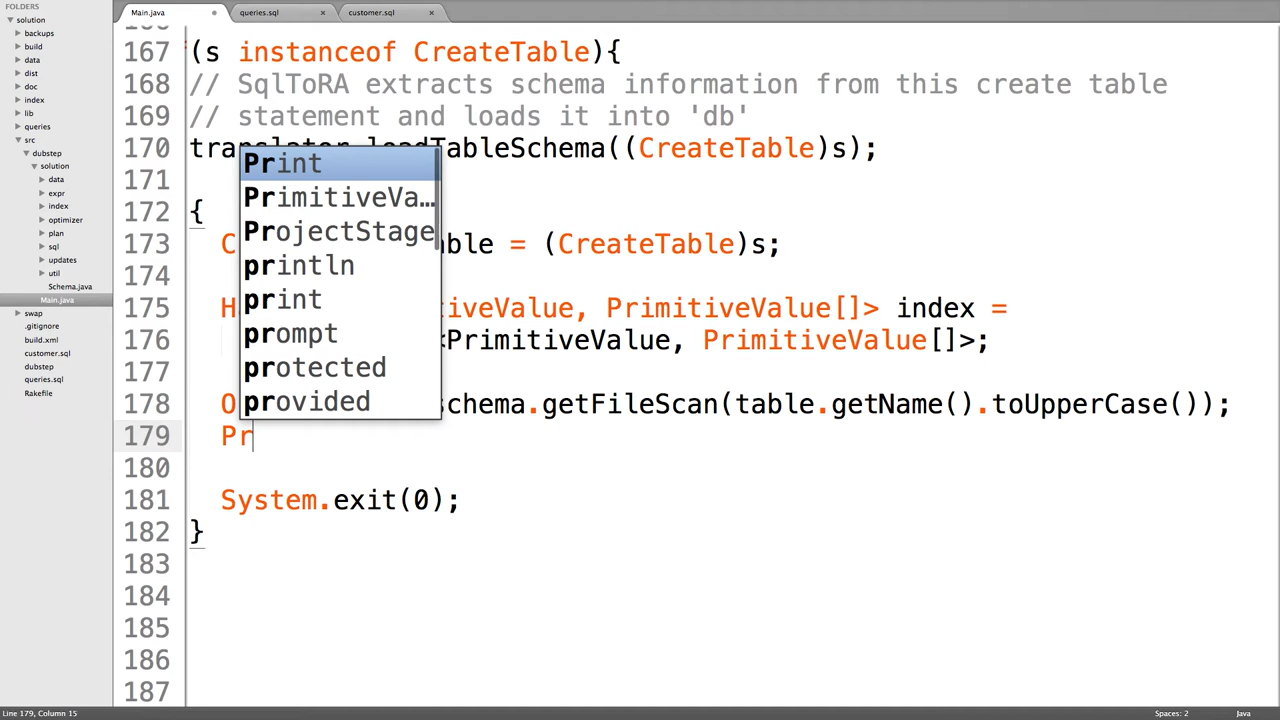 FOLDERS
solution
backups
build
data
dist
doc
index
lib
queries
src
dubstep
solution
data
expr
index
optimizer
plan
sql
updates
util
Schema.java
Main.java
swap
.gitignore
build.xml
customer.sql
dubstep
queries.sql
Rakefile
Main.java queries.sql customer.sql
167 (s instanceof CreateTable){
168 // SqlToRA extracts schema information from this create table
169 // statement and loads it into 'db'
170 translator.loadTableSchema((CreateTable)s);
171
172 {
173 C able = (CreateTable)s;
174
175 H itiveValue, PrimitiveValue[]> index =
176 <PrimitiveValue, PrimitiveValue[]>;
177
178 O schema.getFileScan(table.getName().toUpperCase());
179 Pr
180
181 System.exit(0);
182 }
183
184
185
186
187
Print
PrimitiveVa…
ProjectStage
println
print
prompt
protected
provided
Line 179, Column 15 Spaces: 2 Java